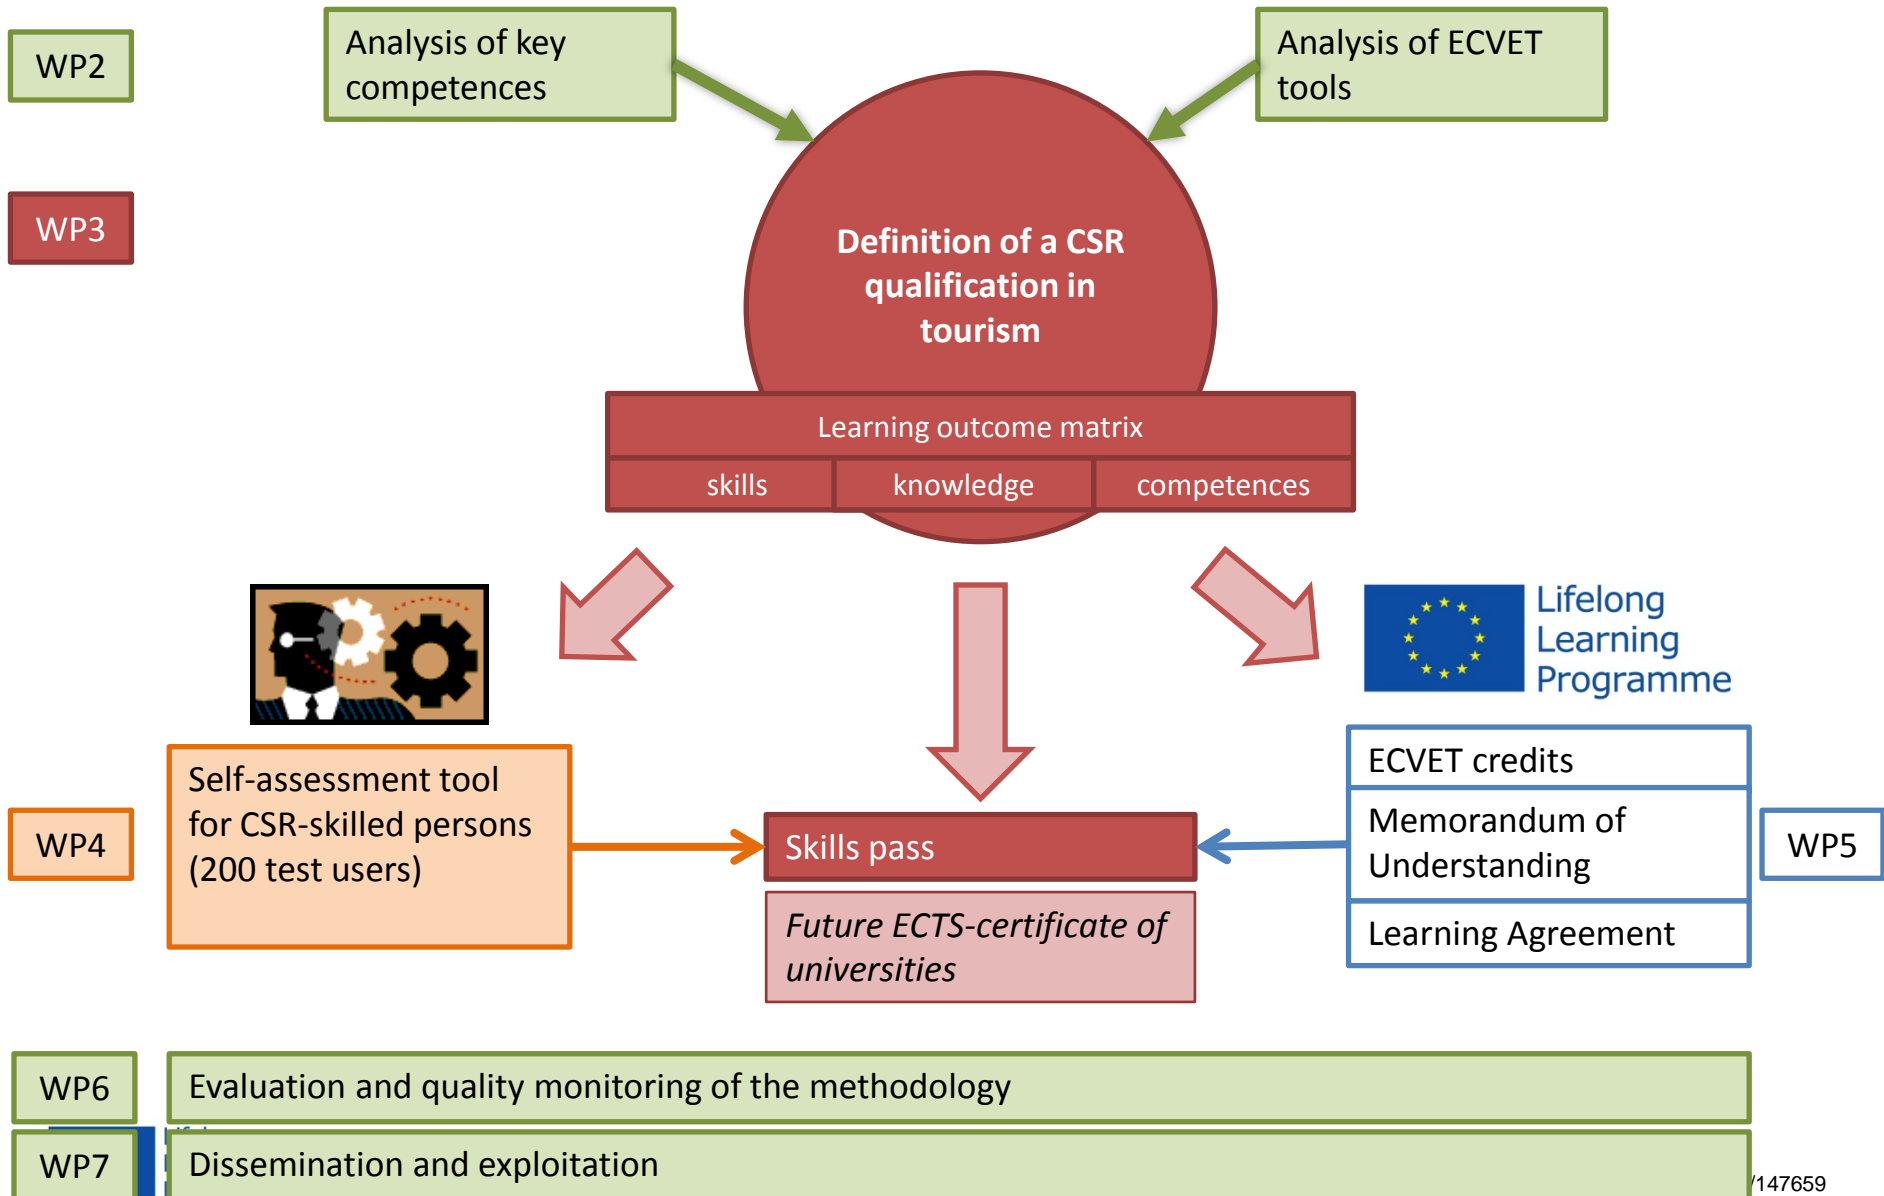 WP2
Analysis of key
competences
Analysis of ECVET
tools
WP3
Definition of a CSR
qualification in
tourism
Learning outcome matrix
skills
knowledge
competences
Lifelong
Learning
Programme
WP4
Self-assessment tool
for CSR-skilled persons
(200 test users)
Skills pass
Future ECTS-certificate of
universities
ECVET credits
Memorandum of
Understanding
Learning Agreement
WP5
WP6
Evaluation and quality monitoring of the methodology
WP7
Dissemination and exploitation
/147659